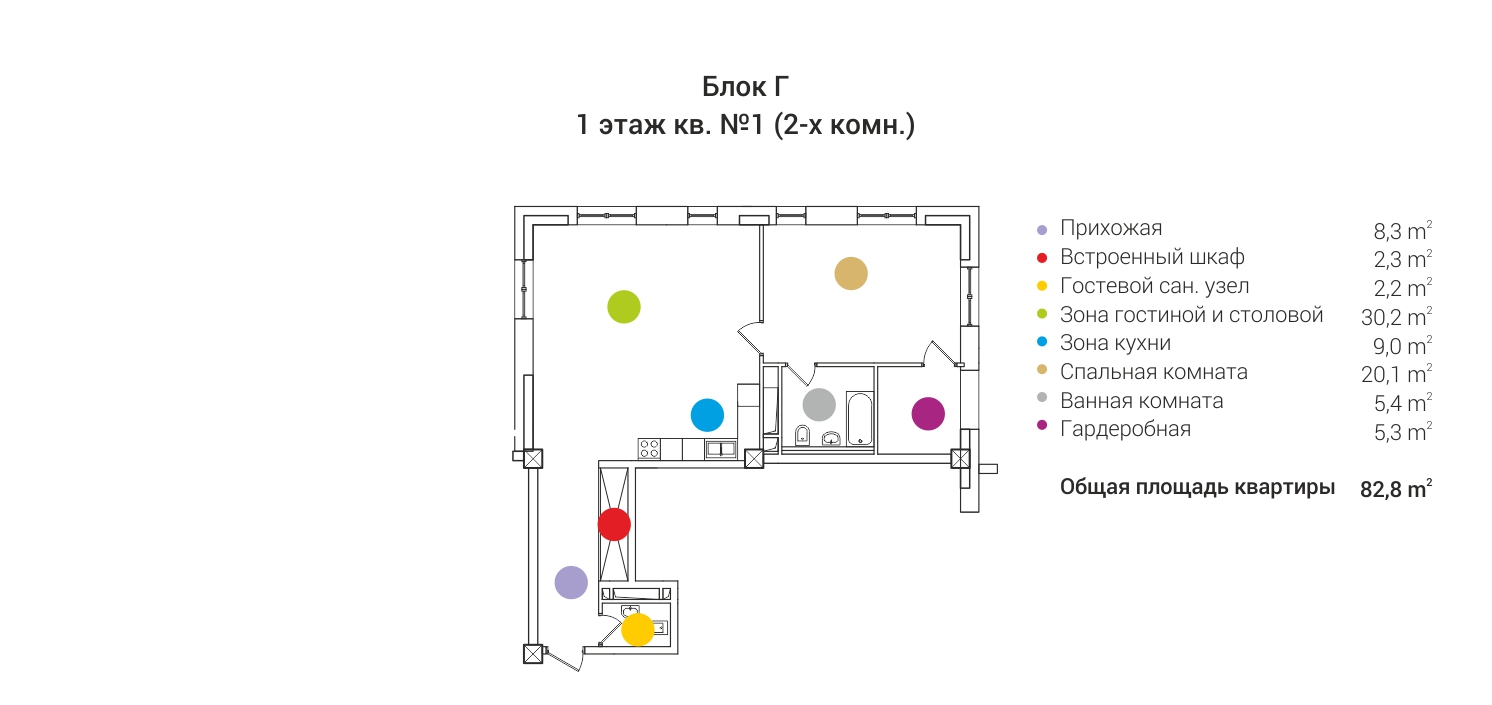 Блок Г
1 этаж кв. №1 (2-х комн.)
Прихожая 8,3 m²
Встроенный шкаф 2,3 m²
Гостевой сан. узел 2,2 m²
Зона гостиной и столовой 30,2 m²
Зона кухни 9,0 m²
Спальная комната 20,1 m²
Ванная комната 5,4 m²
Гардеробная 5,3 m²
Общая площадь квартиры 82,8 m²